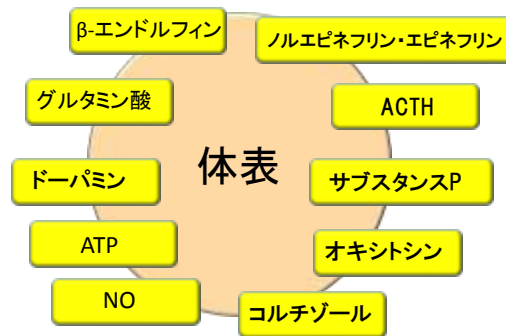 β-エンドルフィン
ノルエピネフリン・エピネフリン
グルタミン酸
ACTH
体表
ドーパミン
サブスタンスP
ATP
オキシトシン
NO
コルチゾール